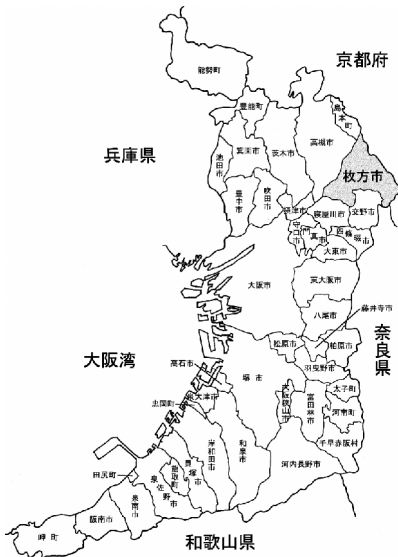 能勢町
京都府
豊能町
島本町
高槻市
箕面市
茨木市
兵庫県
池田市
枚方市
豊中市
吹田市
摂津市
寝屋川市
交野市
守口市
門真市
四條畷市
大東市
大阪市
東大阪市
藤井寺市
八尾市
奈良県
松原市
柏原市
大阪湾
高石市
堺市
羽曳野市
太子町
忠岡町
泉大津市
大阪狭山市
富田林市
河南町
千早赤阪村
岸和田市
和泉市
河内長野市
貝塚市
熊取町
田尻町
泉佐野市
泉南市
阪南市
岬町
和歌山県